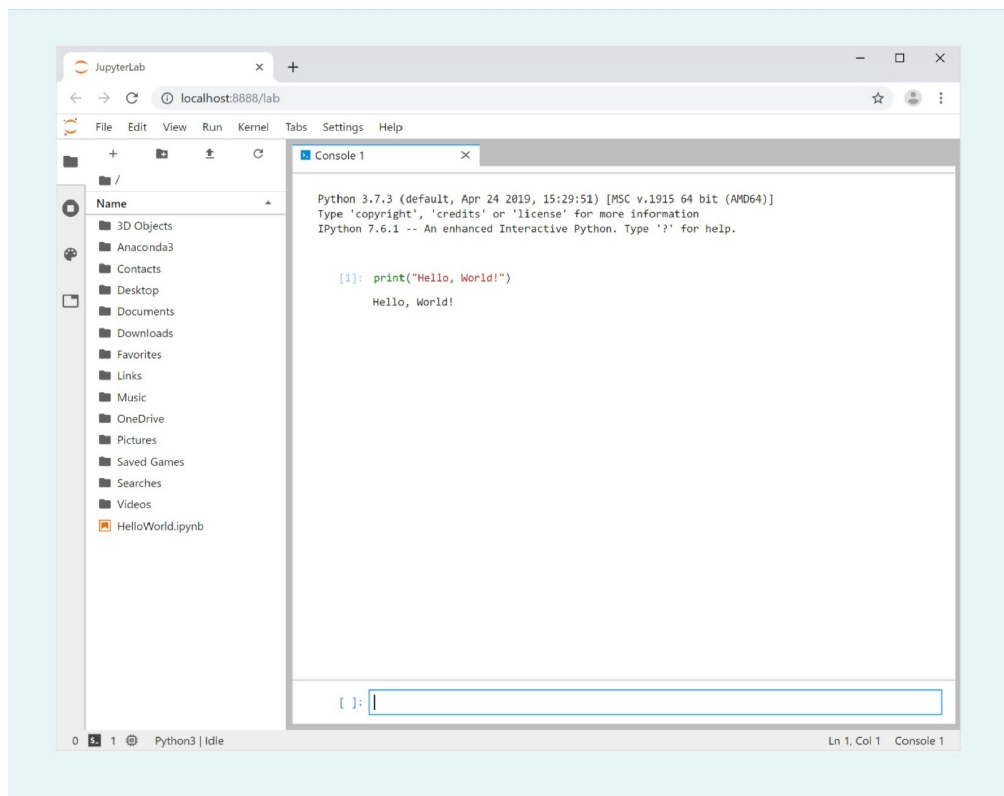 JupyterLab
localhost:8888/lab
File Edit View Run Kernel Tabs Settings Help
/
Name
3D Objects
Anaconda3
Contacts
Desktop
Documents
Downloads
Favorites
Links
Music
OneDrive
Pictures
Saved Games
Searches
Videos
HelloWorld.ipynb
Console 1
Python 3.7.3 (default, Apr 24 2019, 15:29:51) [MSC v.1915 64 bit (AMD64)]
Type 'copyright', 'credits' or 'license' for more information
IPython 7.6.1 -- An enhanced Interactive Python. Type '?' for help.
[1]: print("Hello, World!")
Hello, World!
[ ]:
0 $_ 1 Python3 | Idle Ln 1, Col 1 Console 1